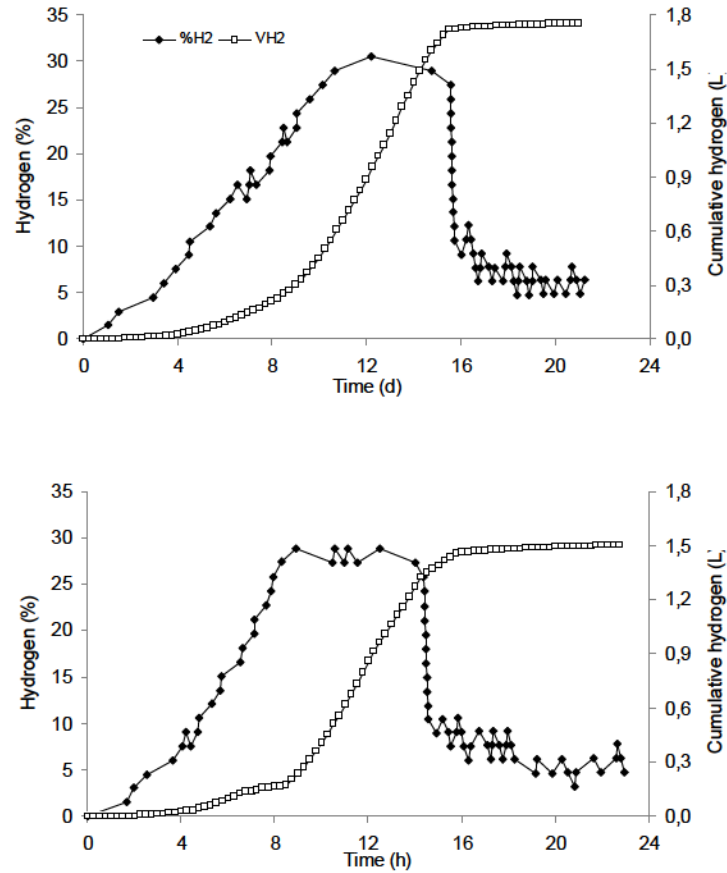 35 1,8
%H2 VH2
30 1,5
25
1,2
20
0,9
15
0,6
10
5 0,3
0 0,0
0 4 8 12 16 20 24
Time (d)
Hydrogen (%)
Cumulative hydrogen (L)
35 1,8
30 1,5
25
1,2
20
0,9
15
0,6
10
5 0,3
0 0,0
0 4 8 12 16 20 24
Time (h)
Hydrogen (%)
Cumulative hydrogen (L)